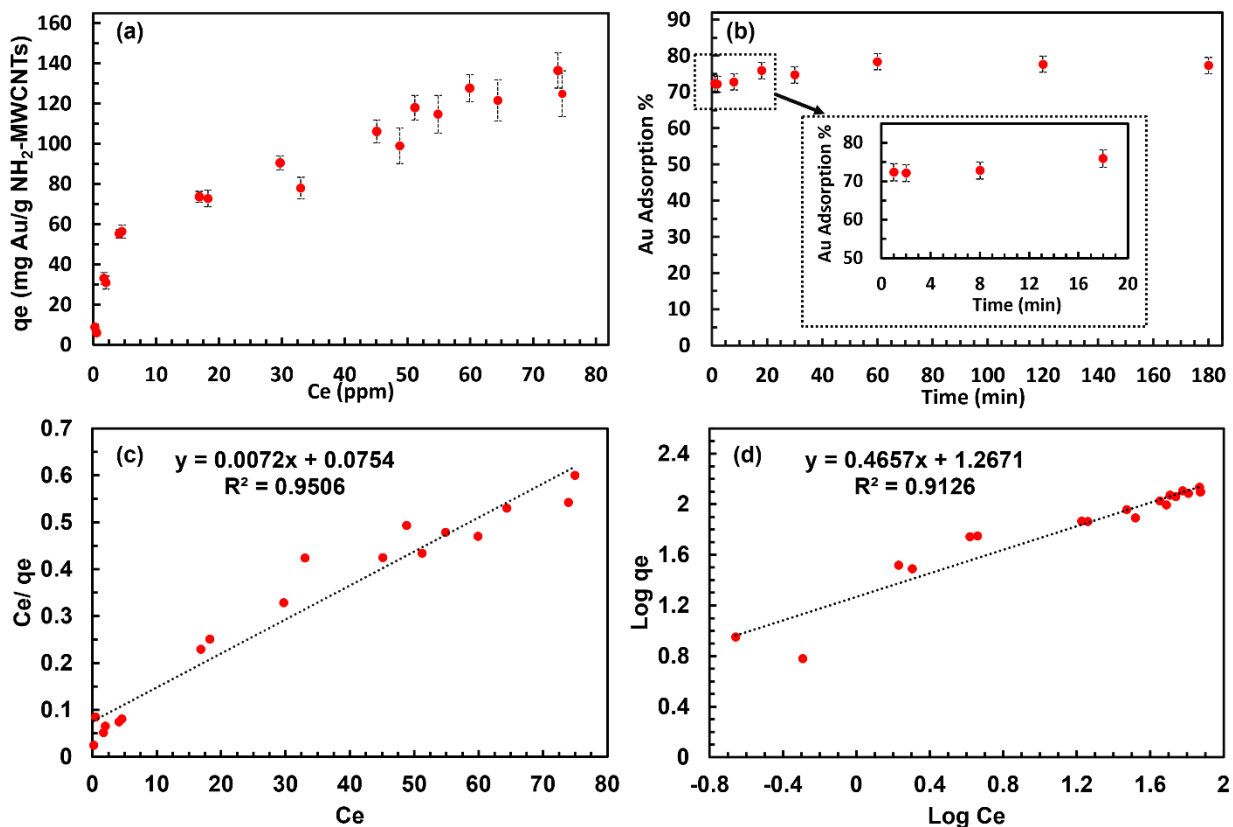 (a)
qe (mg Au/g NH₂-MWCNTs)
160
140
120
100
80
60
40
20
0
0 10 20 30 40 50 60 70 80
Ce (ppm)
(b)
Au Adsorption %
90
80
70
60
50
40
30
20
10
0
0 20 40 60 80 100 120 140 160 180
Time (min)
Au Adsorption %
80
70
60
50
0 4 8 12 16 20
Time (min)
(c)
y = 0.0072x + 0.0754
R² = 0.9506
Ce/ qe
0.7
0.6
0.5
0.4
0.3
0.2
0.1
0
0 10 20 30 40 50 60 70 80
Ce
(d)
y = 0.4657x + 1.2671
R² = 0.9126
Log qe
2.4
2
1.6
1.2
0.8
0.4
0
-0.8 -0.4 0 0.4 0.8 1.2 1.6 2
Log Ce